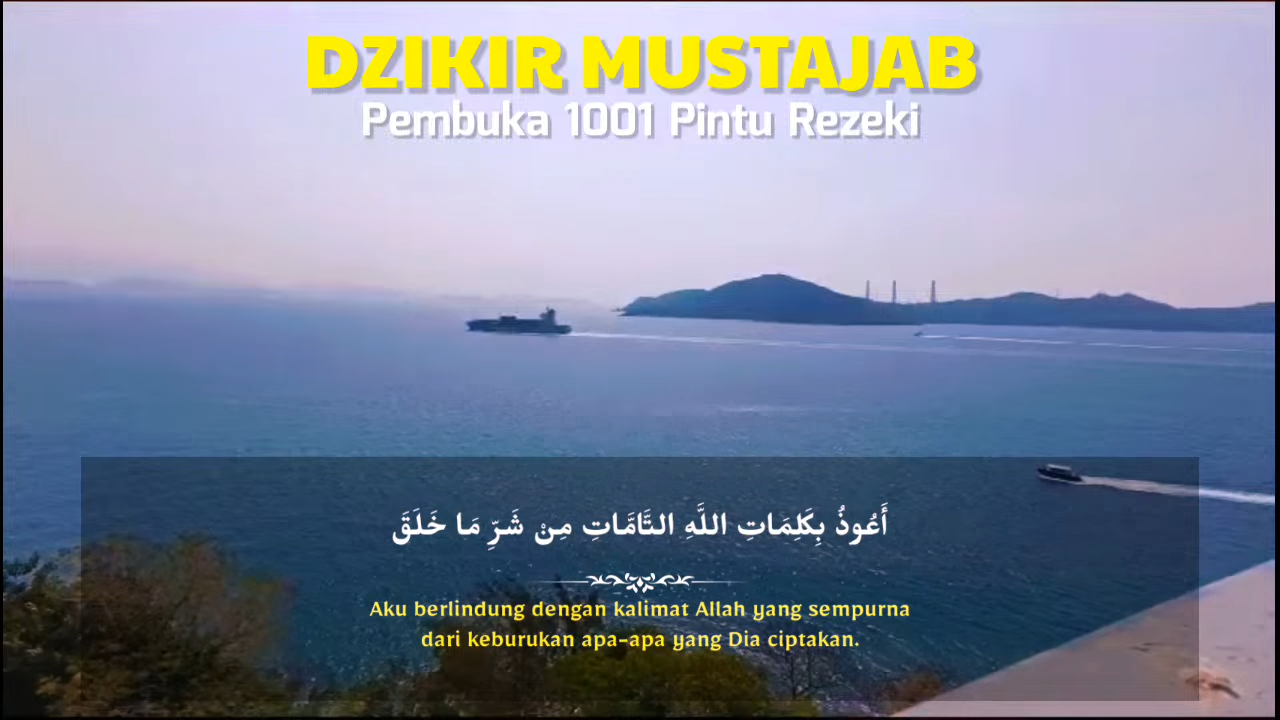 DZIKIR MUSTAJAB
Pembuka 1001 Pintu Rezeki
أَعُوذُ بِكَلِمَاتِ اللَّهِ التَّامَّاتِ مِنْ شَرِّ مَا خَلَقَ
Aku berlindung dengan kalimat Allah yang sempurna
dari keburukan apa-apa yang Dia ciptakan.